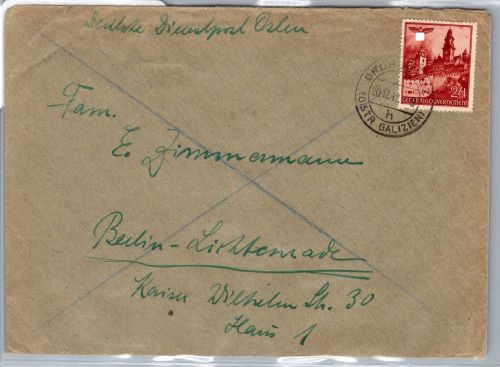 Deutsche Dienstpost Osten
Fam.
E. Zimmermann
Berlin-Lichtenrade
Kaiser Wilhelm Str. 30
Haus 1
24
GENERALGOUVERNEMENT
(OSTR GALIZIEN)
h